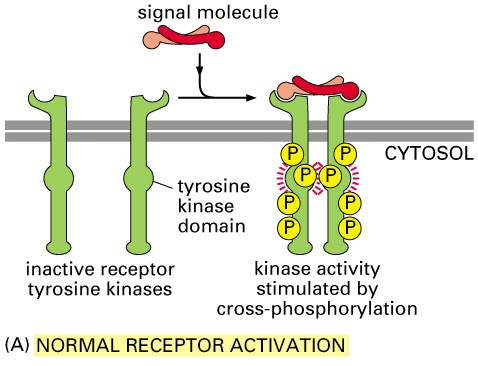 signal molecule
CYTOSOL
tyrosine
kinase
domain
inactive receptor
tyrosine kinases
P
P
P
P
P
P
P
P
kinase activity
stimulated by
cross-phosphorylation
(A) NORMAL RECEPTOR ACTIVATION